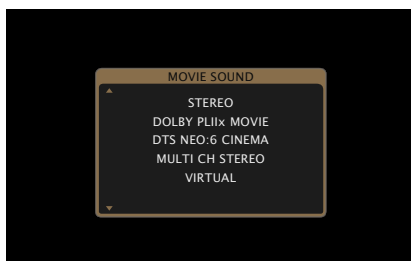 MOVIE SOUND
STEREO
DOLBY PLIIx MOVIE
DTS NEO:6 CINEMA
MULTI CH STEREO
VIRTUAL